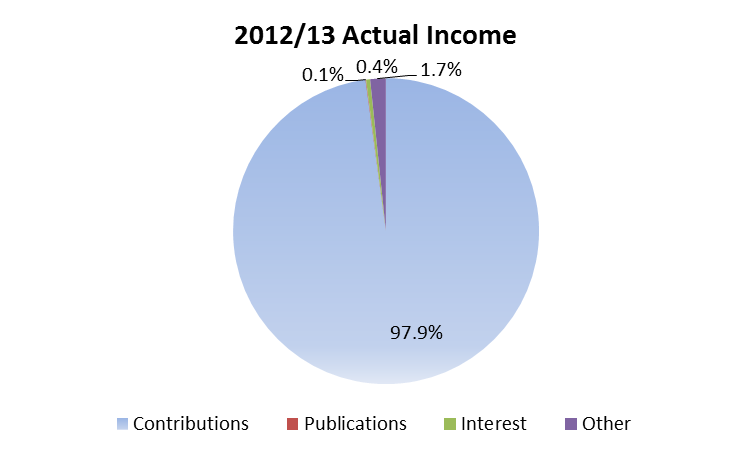 2012/13 Actual Income
0.1% 0.4% 1.7%
97.9%
Contributions Publications Interest Other